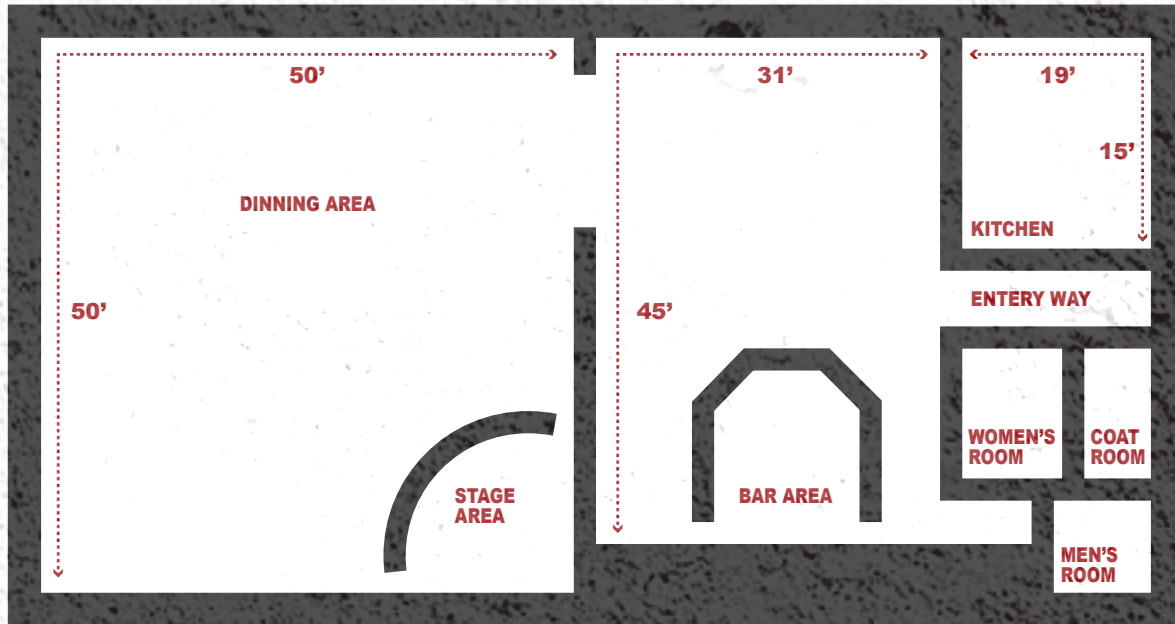 50’
31’
19’
15’
DINNING AREA
KITCHEN
50’
45’
ENTERY WAY
WOMEN’S
ROOM
COAT
ROOM
STAGE
AREA
BAR AREA
MEN’S
ROOM